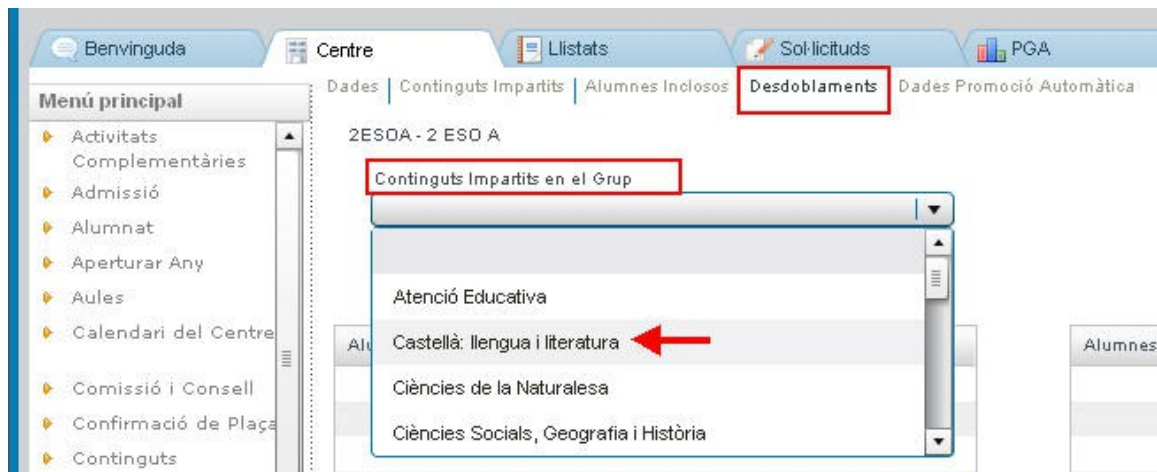 Benvinguda
Centre
Llistats
Sol·licituds
PGA
Menú principal
Dades
Continguts Impartits
Alumnes Inclosos
Desdoblaments
Dades Promoció Automàtica
Activitats
Complementàries
Admissió
Alumnat
Aperturar Any
Aules
Calendari del Centre
Comissió i Consell
Confirmació de Plaça
Continguts
2ESOA - 2 ESO A
Continguts Impartits en el Grup
Atenció Educativa
Castellà: llengua i literatura
Ciències de la Naturalesa
Ciències Socials, Geografia i Història
Alumnes